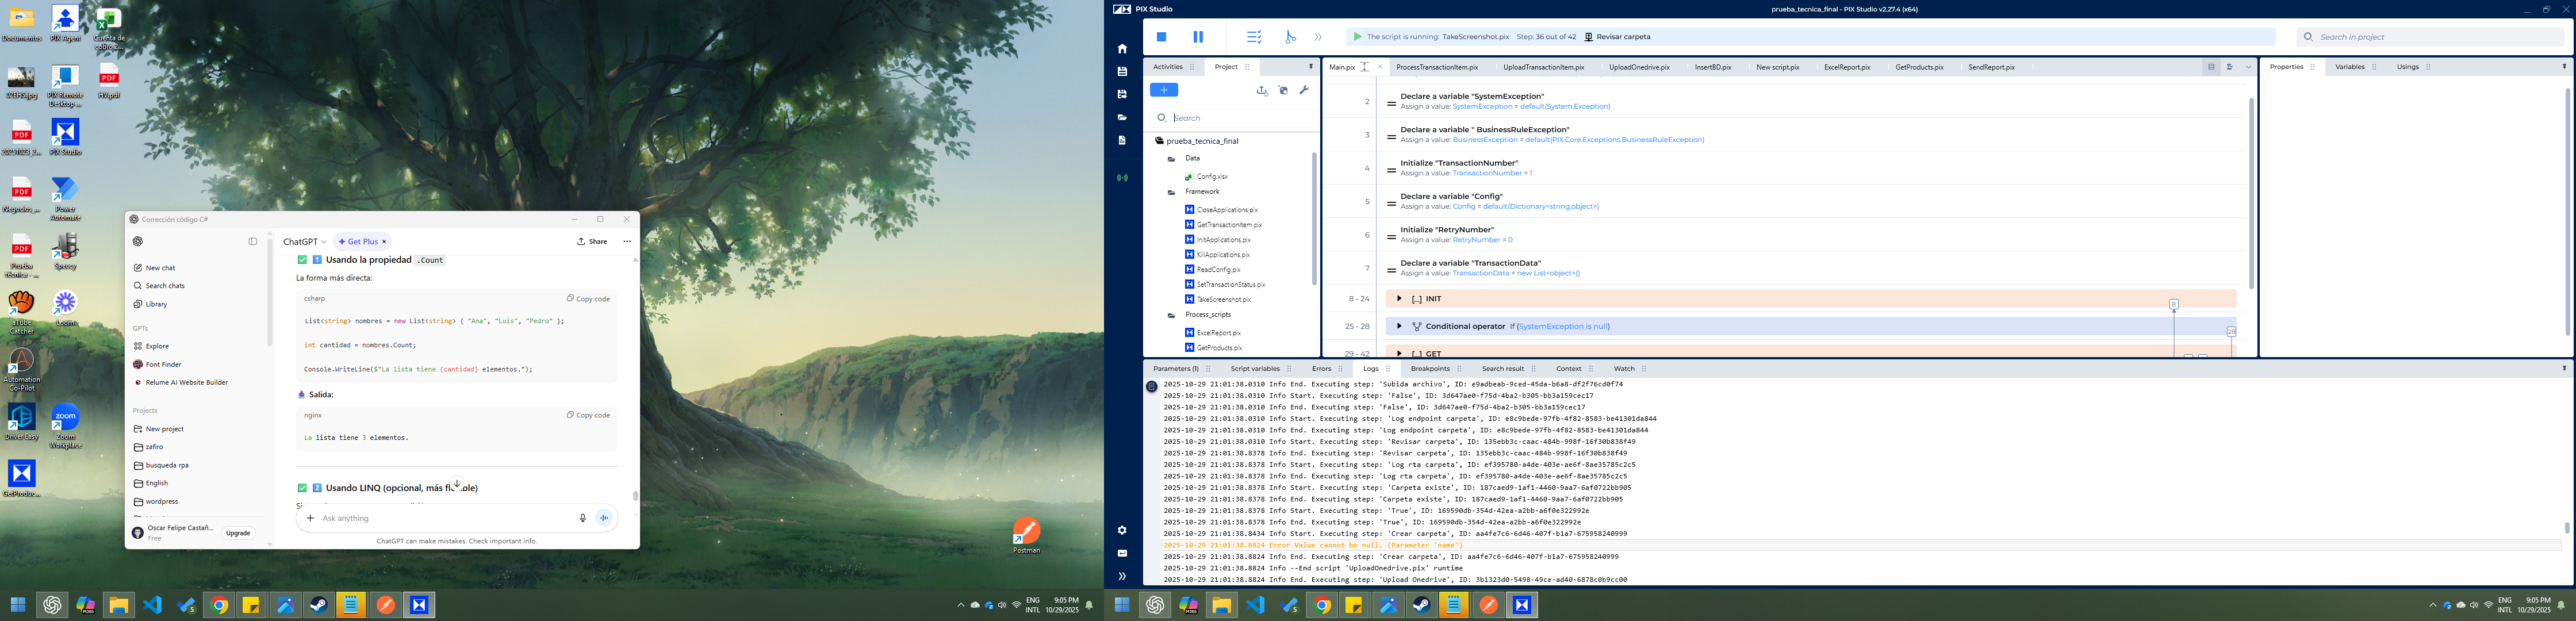 Documentos
PIX Agent
Cuenta de cobro_2...
PIX Remote Desktop ...
HV.pdf
PIX Studio
Negocios_...
Power Automate
Prueba técnica - ...
Speccy
aTube Catcher
Loom
Automation Co-Pilot
DriverEasy
Zoom Workplace
GetProduc...
Postman
Corrección código C#
ChatGPT
Get Plus ×
Share
New chat
Search chats
Library
GPTs
Explore
Font Finder
Relume AI Website Builder
Projects
New project
zafiro
busqueda rpa
English
wordpress
Oscar Felipe Castañ...
Free
Upgrade
1 Usando la propiedad .Count
La forma más directa:
csharp
Copy code
List<string> nombres = new List<string> { "Ana", "Luis", "Pedro" };
int cantidad = nombres.Count;
Console.WriteLine($"La lista tiene {cantidad} elementos.");
Salida:
nginx
Copy code
La lista tiene 3 elementos.
2 Usando LINQ (opcional, más flexible)
Ask anything
ChatGPT can make mistakes. Check important info.
ENG
INTL
9:05 PM
10/29/2025
PIX Studio
prueba_tecnica_final - PIX Studio v2.27.4 (x64)
The script is running: TakeScreenshot.pix Step: 36 out of 42 Revisar carpeta
Search in project
Activities
Project
Search
prueba_tecnica_final
Data
Config.xlsx
Framework
CloseApplications.pix
GetTransactionItem.pix
InitApplications.pix
KillApplications.pix
ReadConfig.pix
SetTransactionStatus.pix
TakeScreenshot.pix
Process_scripts
ExcelReport.pix
GetProducts.pix
Main.pix
ProcessTransactionItem.pix
UploadTransactionItem.pix
UploadOnedrive.pix
InsertBD.pix
New script.pix
ExcelReport.pix
GetProducts.pix
SendReport.pix
2
Declare a variable "SystemException"
Assign a value: SystemException = default(System.Exception)
3
Declare a variable " BusinessRuleException"
Assign a value: BusinessException = default(PIX.Core.Exceptions.BusinessRuleException)
4
Initialize "TransactionNumber"
Assign a value: TransactionNumber = 1
5
Declare a variable "Config"
Assign a value: Config = default(Dictionary<string,object>)
6
Initialize "RetryNumber"
Assign a value: RetryNumber = 0
7
Declare a variable "TransactionData"
Assign a value: TransactionData = new List<object>()
8 - 24 [...] INIT
8
25 - 28 Conditional operator If (SystemException is null)
28
29 - 42 [...] GET
Properties
Variables
Usings
Parameters (1)
Script variables
Errors
Logs
Breakpoints
Search result
Context
Watch
2025-10-29 21:01:38.0310 Info End. Executing step: 'Subida archivo', ID: e9adbeab-9ced-45da-b6a8-df2f76cd0f74
2025-10-29 21:01:38.0310 Info Start. Executing step: 'False', ID: 3d647ae0-f75d-4ba2-b305-bb3a159cec17
2025-10-29 21:01:38.0310 Info End. Executing step: 'False', ID: 3d647ae0-f75d-4ba2-b305-bb3a159cec17
2025-10-29 21:01:38.0310 Info Start. Executing step: 'Log endpoint carpeta', ID: e8c9bede-97fb-4f82-8583-be41301da844
2025-10-29 21:01:38.0310 Info End. Executing step: 'Log endpoint carpeta', ID: e8c9bede-97fb-4f82-8583-be41301da844
2025-10-29 21:01:38.0310 Info Start. Executing step: 'Revisar carpeta', ID: 135ebb3c-caac-484b-998f-16f30b838f49
2025-10-29 21:01:38.8378 Info End. Executing step: 'Revisar carpeta', ID: 135ebb3c-caac-484b-998f-16f30b838f49
2025-10-29 21:01:38.8378 Info Start. Executing step: 'Log rta carpeta', ID: ef395780-a4de-403e-ae6f-8ae35785c2c5
2025-10-29 21:01:38.8378 Info End. Executing step: 'Log rta carpeta', ID: ef395780-a4de-403e-ae6f-8ae35785c2c5
2025-10-29 21:01:38.8378 Info Start. Executing step: 'Carpeta existe', ID: 187caed9-1af1-4460-9aa7-6af0722bb905
2025-10-29 21:01:38.8378 Info End. Executing step: 'Carpeta existe', ID: 187caed9-1af1-4460-9aa7-6af0722bb905
2025-10-29 21:01:38.8378 Info Start. Executing step: 'True', ID: 169590db-354d-42ea-a2bb-a6f0e322992e
2025-10-29 21:01:38.8378 Info End. Executing step: 'True', ID: 169590db-354d-42ea-a2bb-a6f0e322992e
2025-10-29 21:01:38.8434 Info Start. Executing step: 'Crear carpeta', ID: aa4fe7c6-6d46-407f-b1a7-675958240999
2025-10-29 21:01:38.8824 Error Value cannot be null. (Parameter 'name')
2025-10-29 21:01:38.8824 Info End. Executing step: 'Crear carpeta', ID: aa4fe7c6-6d46-407f-b1a7-675958240999
2025-10-29 21:01:38.8824 Info --End script 'UploadOnedrive.pix' runtime
2025-10-29 21:01:38.8824 Info End. Executing step: 'Upload Onedrive', ID: 3b1323d0-5498-49ce-ad40-6878c0b9cc00
ENG
INTL
9:05 PM
10/29/2025